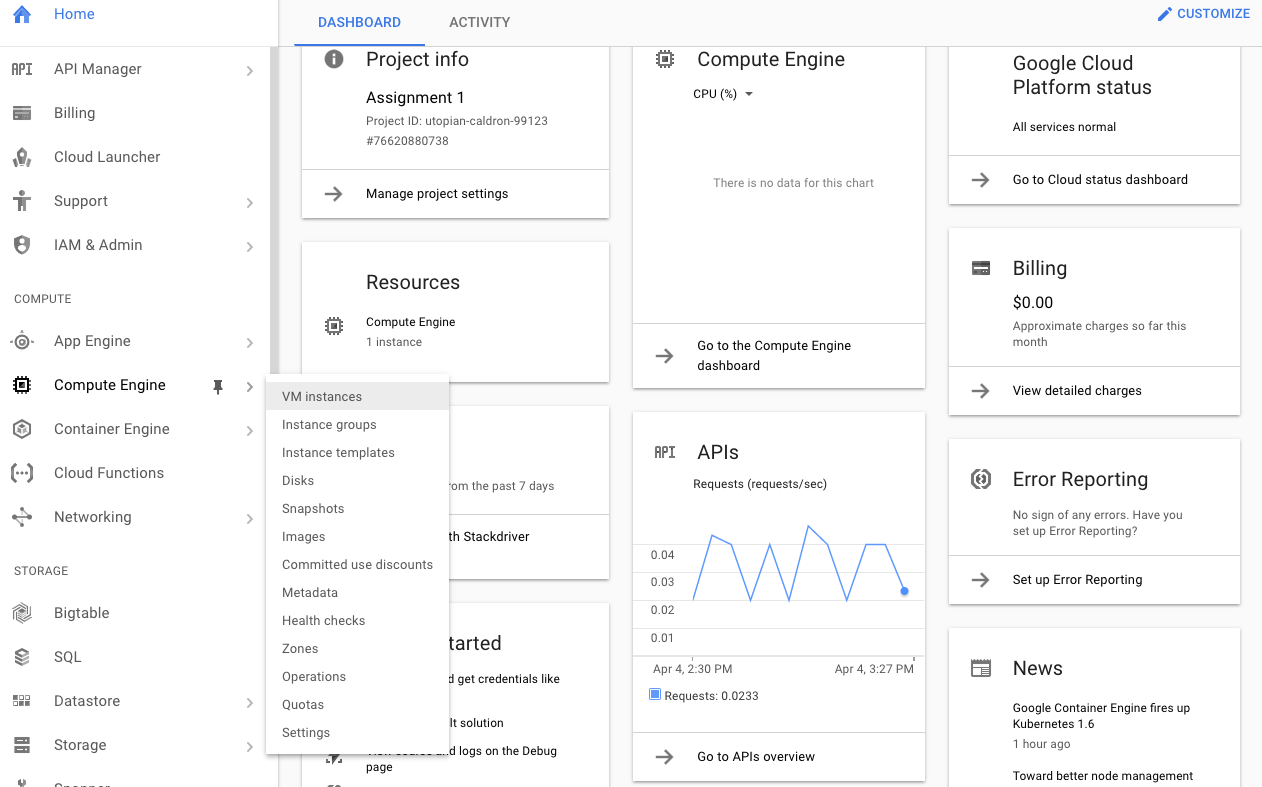 Home
API Manager
Billing
Cloud Launcher
Support
IAM & Admin
COMPUTE
App Engine
Compute Engine
Container Engine
Cloud Functions
Networking
STORAGE
Bigtable
SQL
Datastore
Storage
VM instances
Instance groups
Instance templates
Disks
Snapshots
Images
Committed use discounts
Metadata
Health checks
Zones
Operations
Quotas
Settings
DASHBOARD
ACTIVITY
CUSTOMIZE
Project info
Assignment 1
Project ID: utopian-caldron-99123
#76620880738
Manage project settings
Resources
Compute Engine
1 instance
from the past 7 days
th Stackdriver
tarted
d get credentials like
lt solution
View source and logs on the Debug
page
Compute Engine
CPU (%)
There is no data for this chart
Go to the Compute Engine
dashboard
API APIs
Requests (requests/sec)
0.04
0.03
0.02
0.01
Apr 4, 2:30 PM
Apr 4, 3:27 PM
Requests: 0.0233
Go to APIs overview
Google Cloud
Platform status
All services normal
Go to Cloud status dashboard
Billing
$0.00
Approximate charges so far this
month
View detailed charges
Error Reporting
No sign of any errors. Have you
set up Error Reporting?
Set up Error Reporting
News
Google Container Engine fires up
Kubernetes 1.6
1 hour ago
Toward better node management